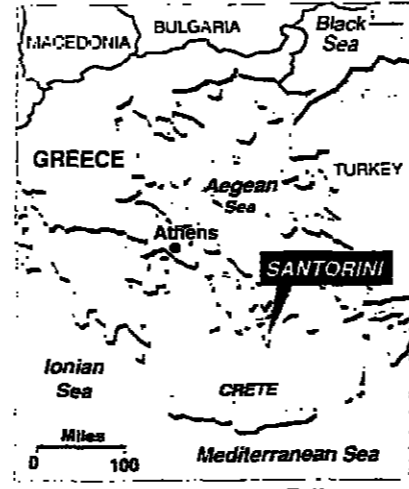 BULGARIA
Black
Sea
MACEDONIA
GREECE
TURKEY
Aegean
Sea
Athens
SANTORINI
Ionian
Sea
CRETE
Miles
0 100
Mediterranean Sea